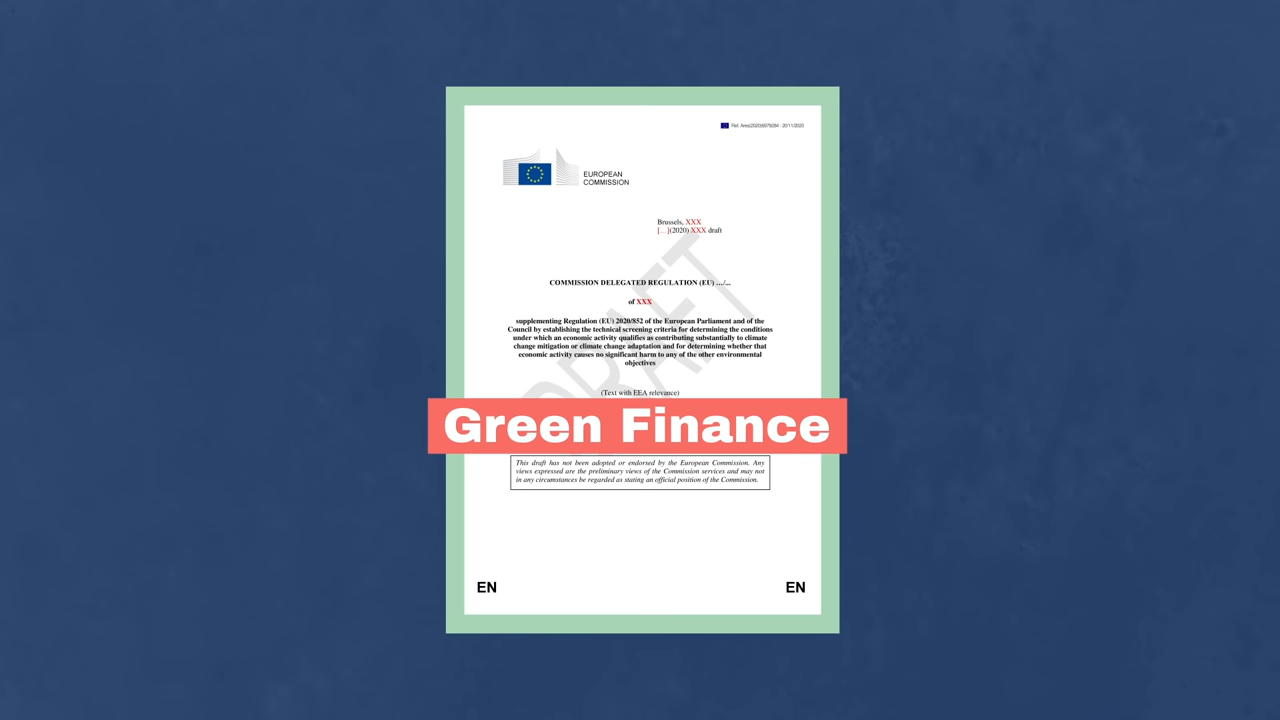 Ref. Ares(2020)6979284 - 20/11/2020
EUROPEAN
COMMISSION
Brussels, XXX
[…](2020) XXX draft
COMMISSION DELEGATED REGULATION (EU) …/...
of XXX
supplementing Regulation (EU) 2020/852 of the European Parliament and of the
Council by establishing the technical screening criteria for determining the conditions
under which an economic activity qualifies as contributing substantially to climate
change mitigation or climate change adaptation and for determining whether that
economic activity causes no significant harm to any of the other environmental
objectives
DRAFT
(Text with EEA relevance)
Green Finance
This draft has not been adopted or endorsed by the European Commission. Any
views expressed are the preliminary views of the Commission services and may not
in any circumstances be regarded as stating an official position of the Commission.
EN
EN